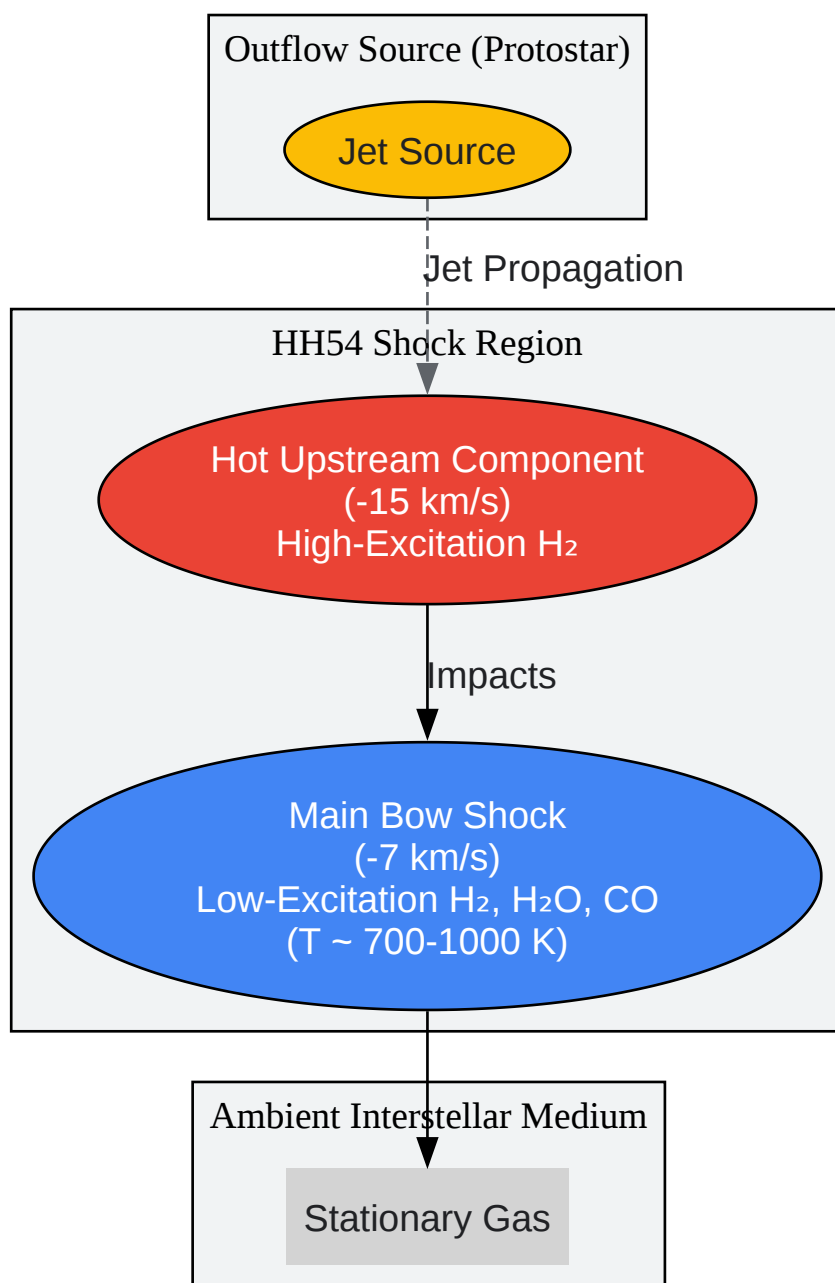 Outflow Source (Protostar)
Jet Source
Jet Propagation
HH54 Shock Region
Hot Upstream Component
(-15 km/s)
High-Excitation H₂
Impacts
Main Bow Shock
(-7 km/s)
Low-Excitation H₂, H₂O, CO
(T ~ 700-1000 K)
Ambient Interstellar Medium
Stationary Gas